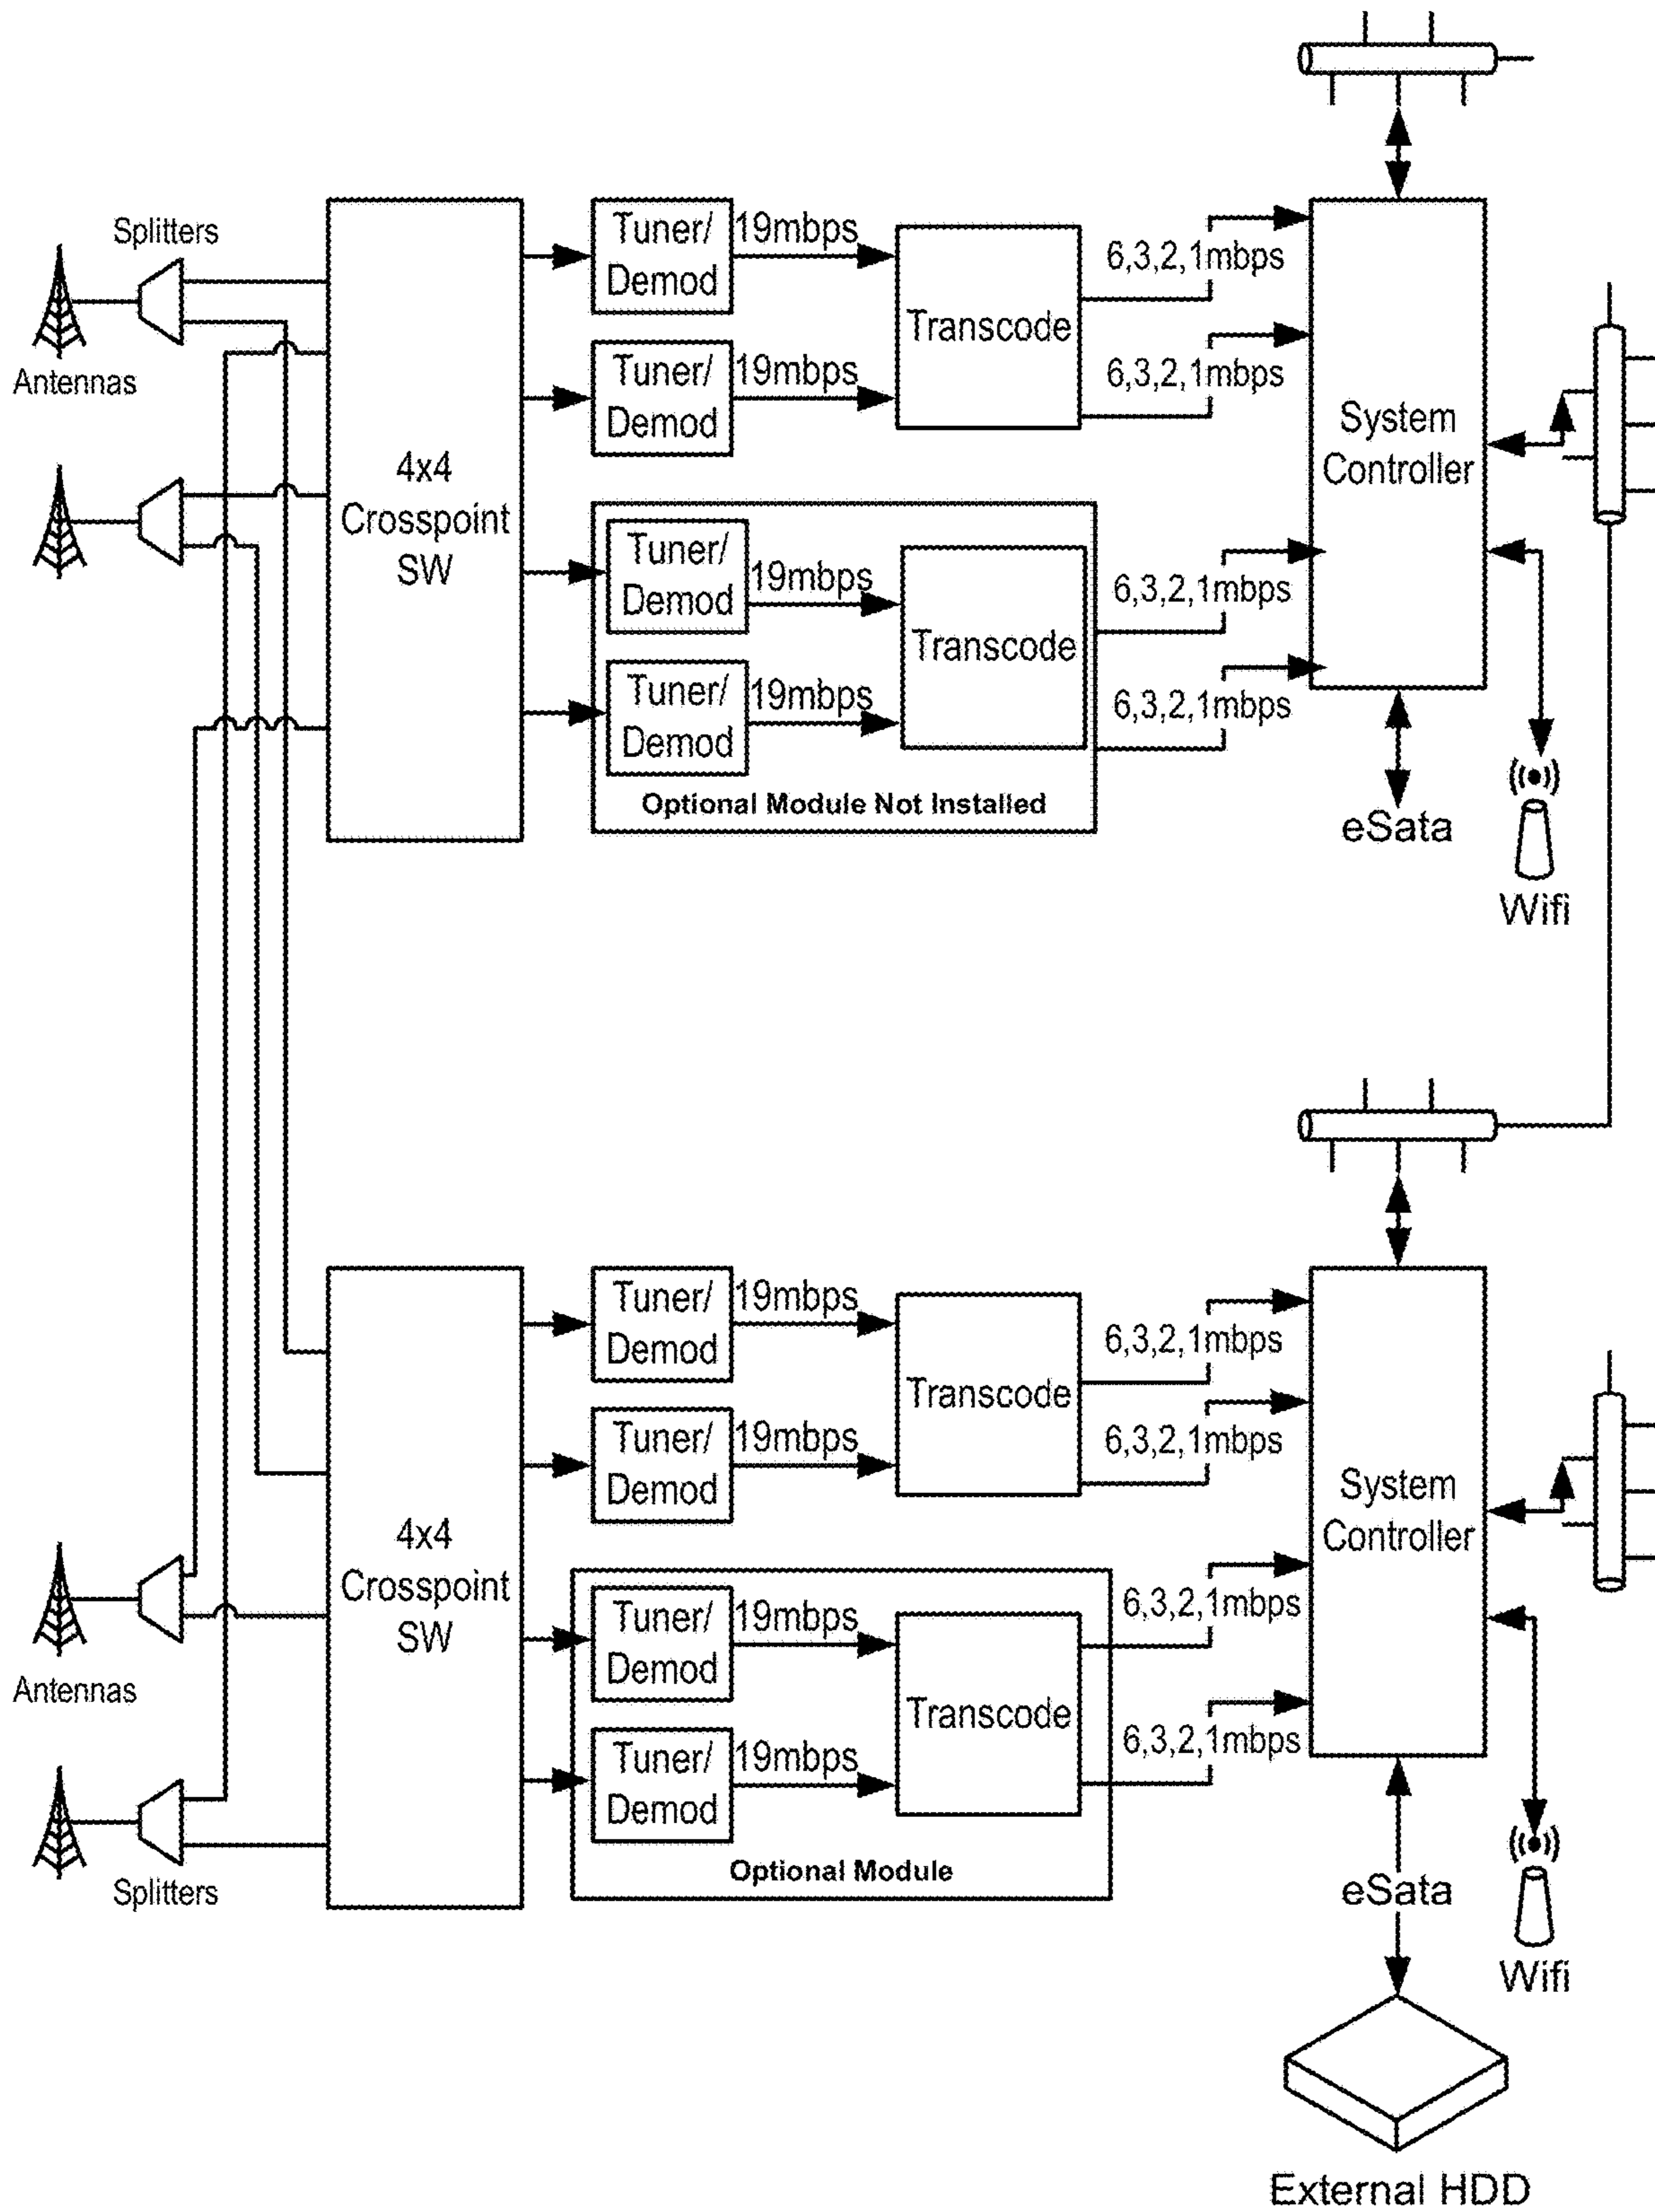 Splitters
Antennas
4x4
Crosspoint
SW
Tuner/
Demod
19mbps
Tuner/
Demod
19mbps
Transcode
6,3,2,1mbps
6,3,2,1mbps
Tuner/
Demod
19mbps
Tuner/
Demod
19mbps
Transcode
6,3,2,1mbps
6,3,2,1mbps
Optional Module Not Installed
System
Controller
eSata
Wifi
4x4
Crosspoint
SW
Antennas
Splitters
Tuner/
Demod
19mbps
Tuner/
Demod
19mbps
Transcode
6,3,2,1mbps
6,3,2,1mbps
Tuner/
Demod
19mbps
Tuner/
Demod
19mbps
Transcode
6,3,2,1mbps
6,3,2,1mbps
Optional Module
System
Controller
eSata
Wifi
External HDD